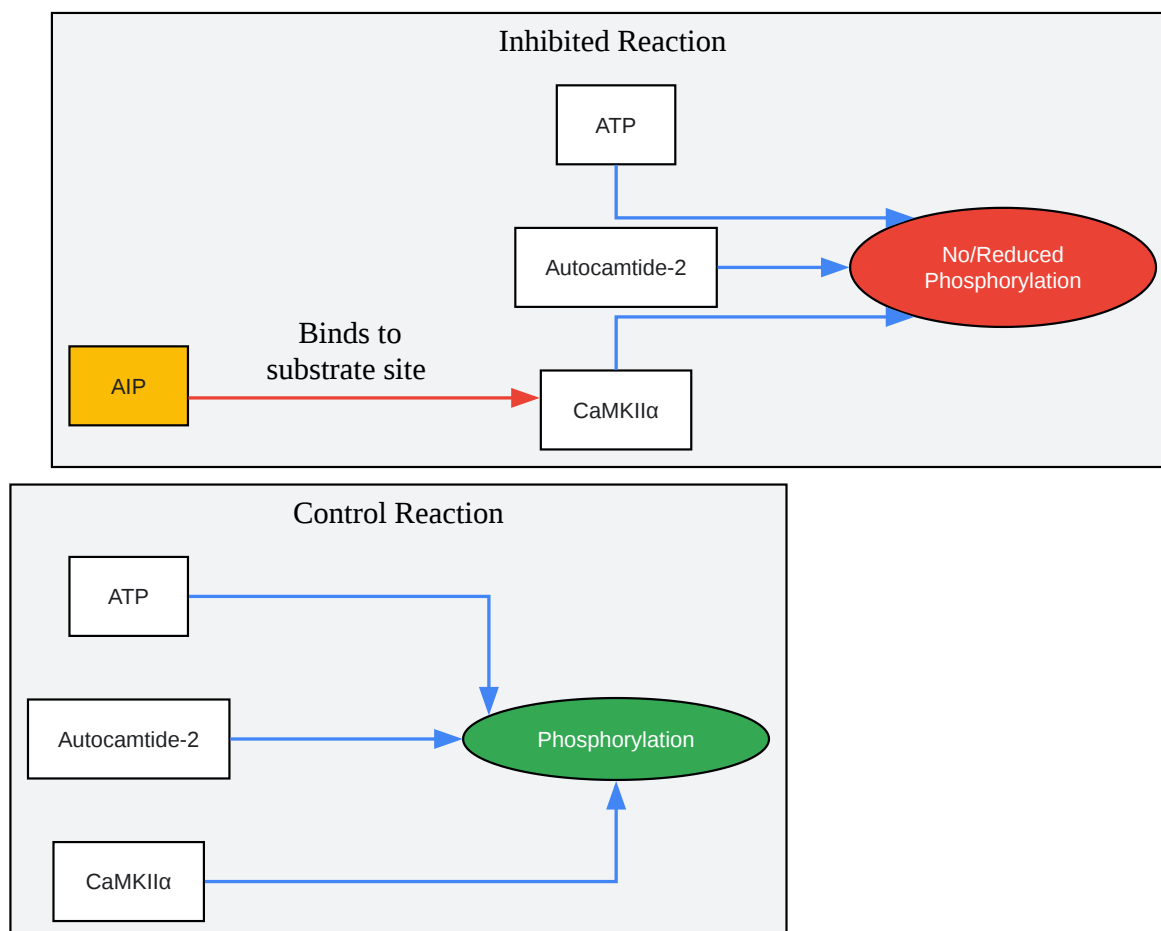 Inhibited Reaction
ATP
Autocamtide-2
No/Reduced
Phosphorylation
Binds to
substrate site
AIP
CaMKIIα
Control Reaction
ATP
Autocamtide-2
Phosphorylation
CaMKIIα